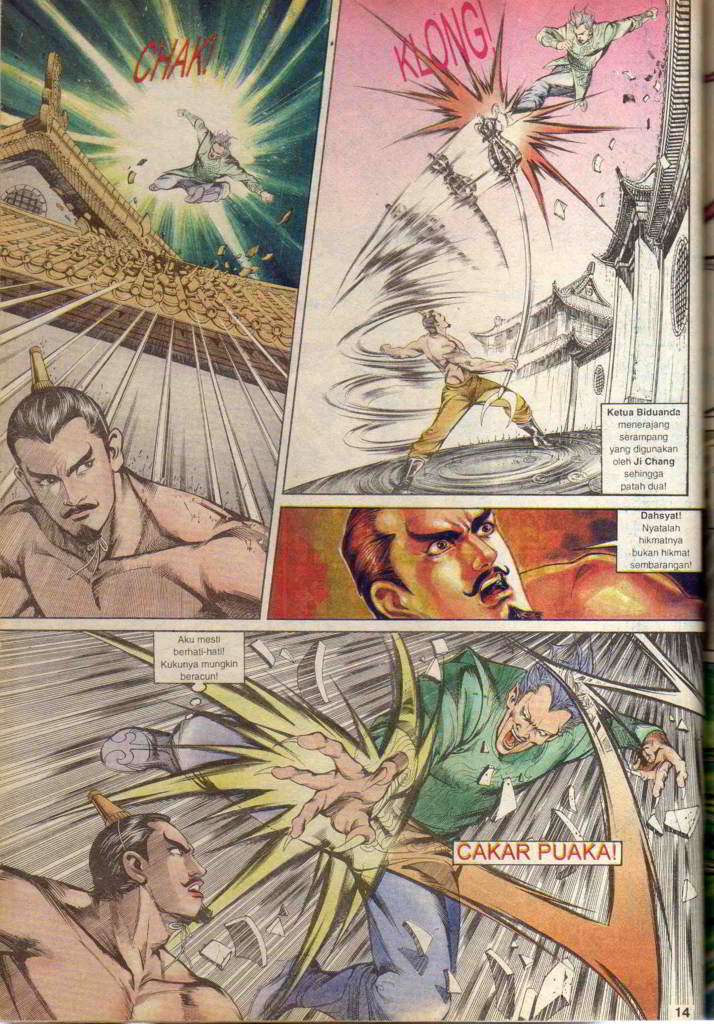 CHAK!
KLONG!
Ketua Biduanda
menerajang
serampang
yang digunakan
oleh Ji Chang
sehingga
patah dua!
Dahsyat!
Nyatalah
hikmatnya
bukan hikmat
sembarangan!
Aku mesti
berhati-hati!
Kukunya mungkin
beracun!
CAKAR PUAKA!
14